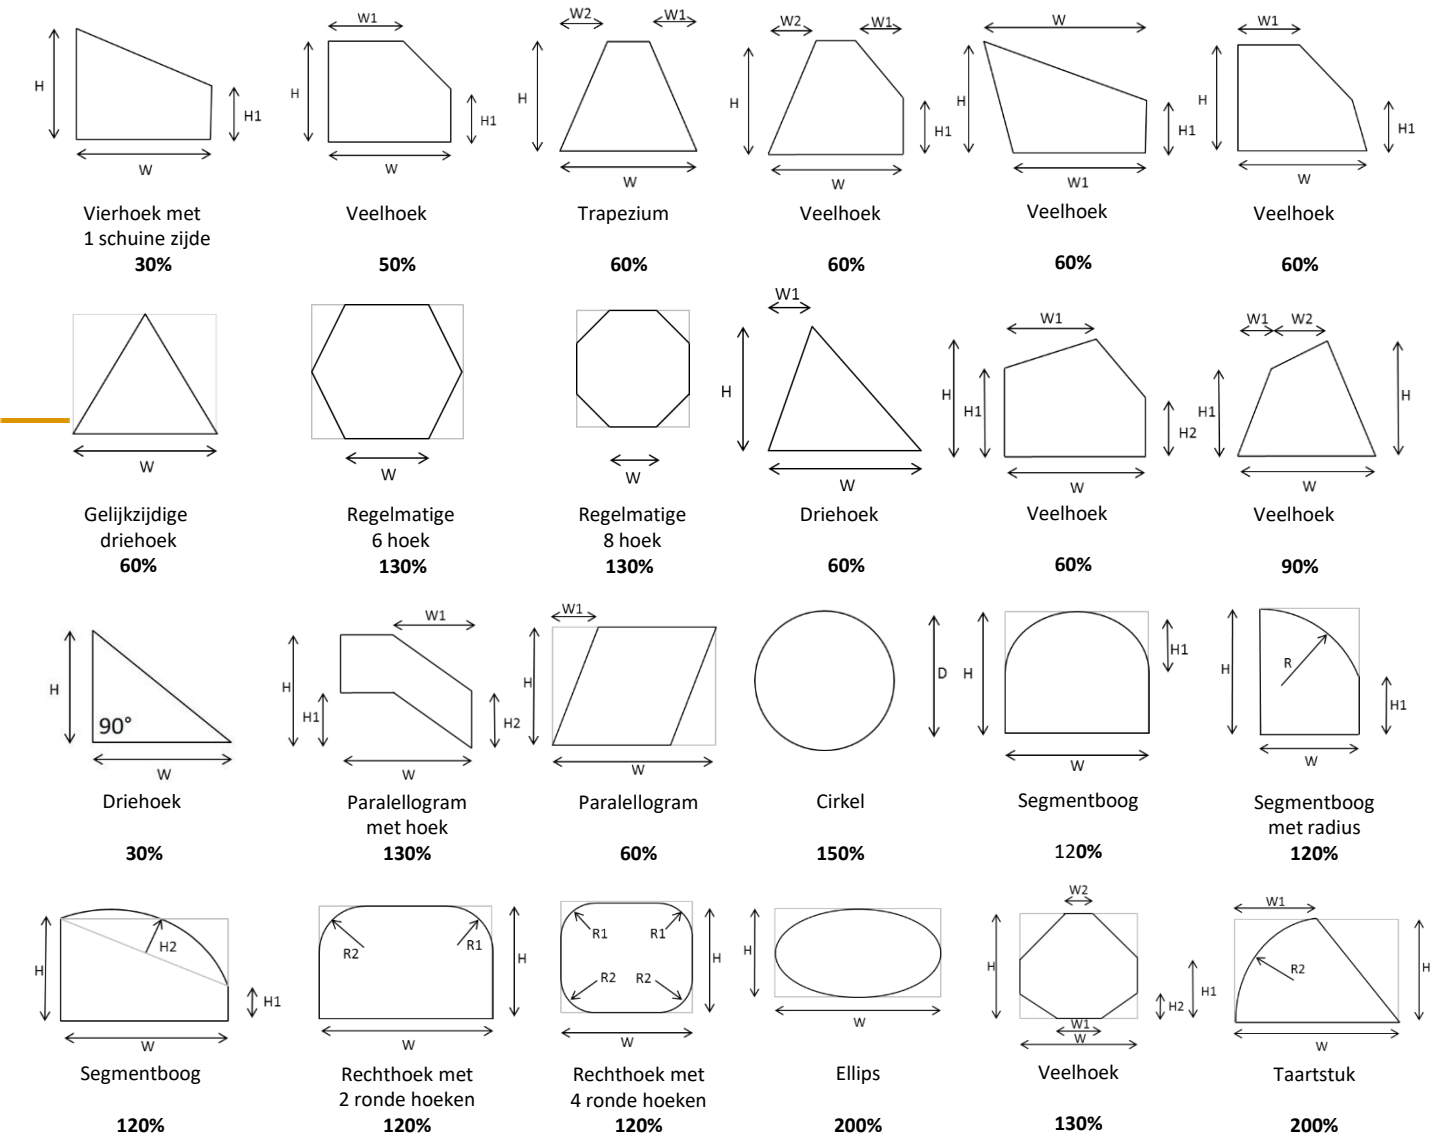 W1 W2 W1 W2 W1 W W1
H H1 H H1 H H H1 H H1 H H1
W W W W W1 W
Vierhoek met
1 schuine zijde
30%
Veelhoek
50%
Trapezium
60%
Veelhoek
60%
Veelhoek
60%
Veelhoek
60%
W1 W1 W1 W2
H H H1 H2 H1 H
W W W W W W
Gelijkzijdige
driehoek
60%
Regelmatige
6 hoek
130%
Regelmatige
8 hoek
130%
Driehoek
60%
Veelhoek
60%
Veelhoek
90%
W1 W1
H 90° H H1 H2 H D H H1 H R H1
W W W W W
Driehoek
30%
Paralellogram
met hoek
130%
Paralellogram
60%
Cirkel
150%
Segmentboog
120%
Segmentboog
met radius
120%
W2 W1
H H2 H1 R2 R1 H R1 R1 R2 R2 H H H H2 H1 R2 H
W1
W W W W W W
Segmentboog
120%
Rechthoek met
2 ronde hoeken
120%
Rechthoek met
4 ronde hoeken
120%
Ellips
200%
Veelhoek
130%
Taartstuk
200%